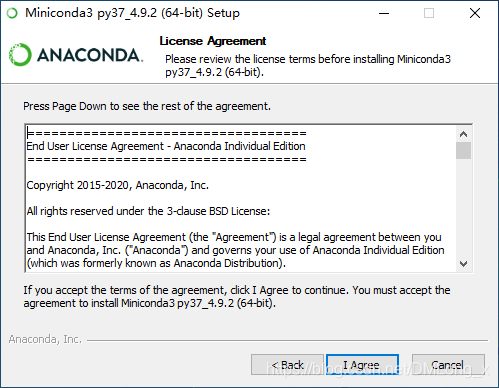 Miniconda3 py37_4.9.2 (64-bit) Setup
ANACONDA.
License Agreement
Please review the license terms before installing Miniconda3
py37_4.9.2 (64-bit).
Press Page Down to see the rest of the agreement.
===================================
End User License Agreement - Anaconda Individual Edition
===================================
Copyright 2015-2020, Anaconda, Inc.
All rights reserved under the 3-clause BSD License:
This End User License Agreement (the "Agreement") is a legal agreement between you
and Anaconda, Inc. ("Anaconda") and governs your use of Anaconda Individual Edition
(which was formerly known as Anaconda Distribution).
If you accept the terms of the agreement, click I Agree to continue. You must accept the
agreement to install Miniconda3 py37_4.9.2 (64-bit).
Anaconda, Inc.
< Back
I Agree
Cancel